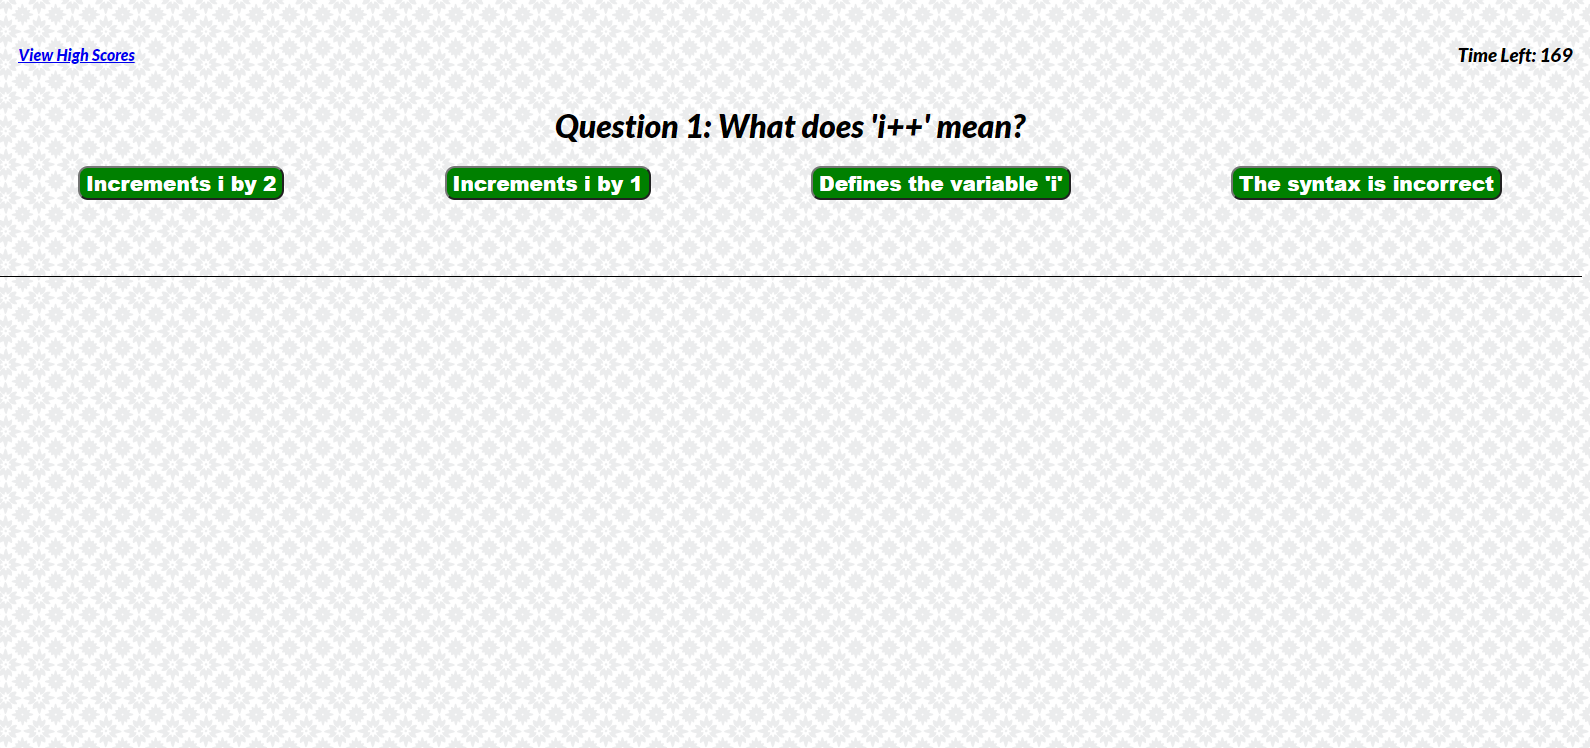 View High Scores
Time Left: 169
Question 1: What does 'i++' mean?
Increments i by 2
Increments i by 1
Defines the variable 'i'
The syntax is incorrect